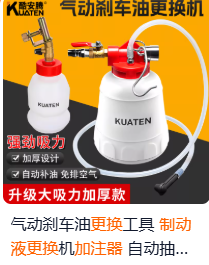 酷安腾
KUATEN
气动刹车油更换机
KUATEN
强劲吸力
加厚设计
自动补油 免排空气
升级大吸力加厚款
气动刹车油更换工具 制动
液更换机加注器 自动抽...